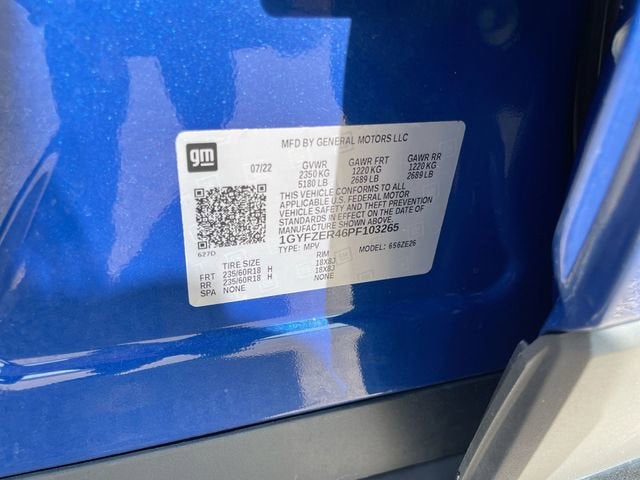 gm
MFD BY GENERAL MOTORS LLC
07/22 GVWR GAWR FRT GAWR RR
2350 KG 1220 KG 1220 KG
5180 LB 2689 LB 2689 LB
THIS VEHICLE CONFORMS TO ALL
APPLICABLE U.S. FEDERAL MOTOR
VEHICLE SAFETY AND THEFT PREVENTION
STANDARDS IN EFFECT ON THE DATE OF
MANUFACTURE SHOWN ABOVE.
1GYFZER46PF103265
627D TYPE: MPV MODEL: 6S6ZE26
TIRE SIZE RIM
FRT 235/60R18 H 18X8J
RR 235/60R18 H 18X8J
SPA NONE NONE